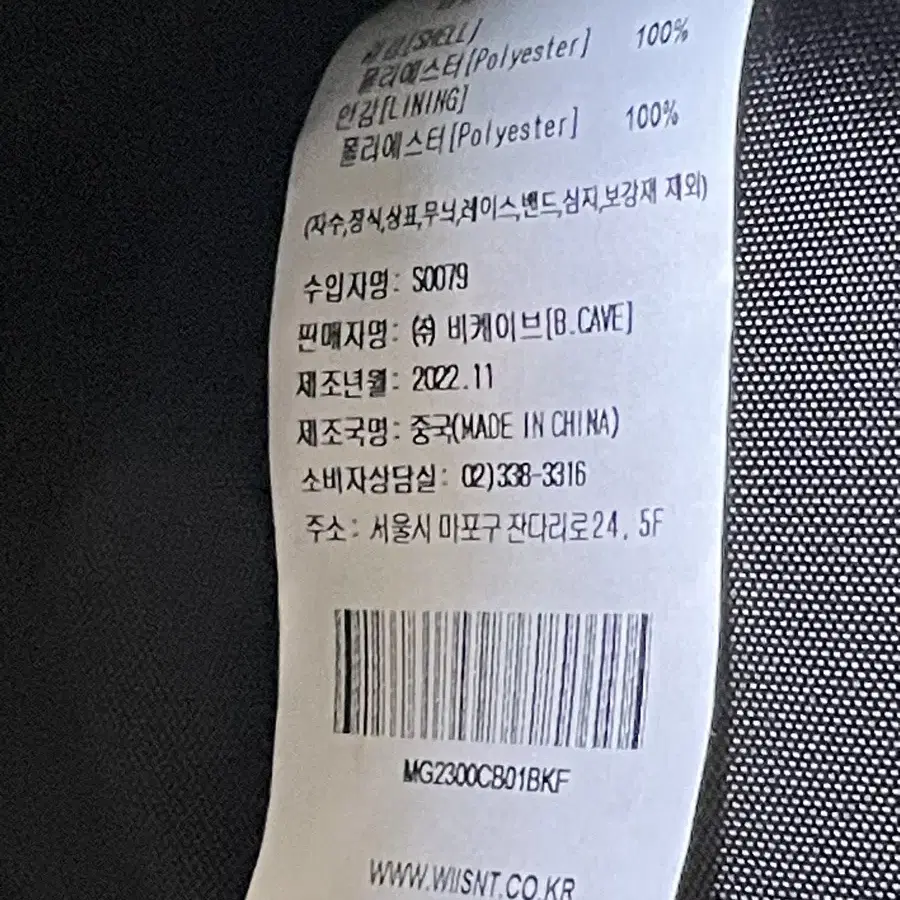 겉감[SHELL]
폴리에스터[Polyester] 100%
안감[LINING]
폴리에스터[Polyester] 100%
(자수,장식,상표,무늬,레이스,밴드,심지,보강재 제외)
수입자명: S0079
판매자명: ㈜ 비케이브[B.CAVE]
제조년월: 2022.11
제조국명: 중국(MADE IN CHINA)
소비자상담실: 02)338-3316
주소: 서울시 마포구 잔다리로24, 5F
MG2300CB01BKF
WWW.WIISNT.CO.KR